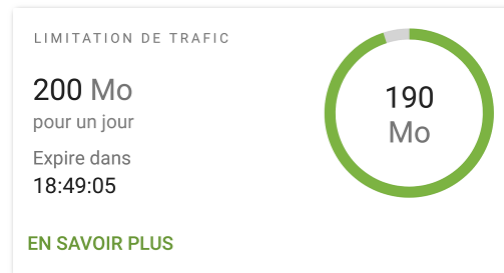 LIMITATION DE TRAFIC
200 Mo
pour un jour
Expire dans
18:49:05
EN SAVOIR PLUS
190
Mo